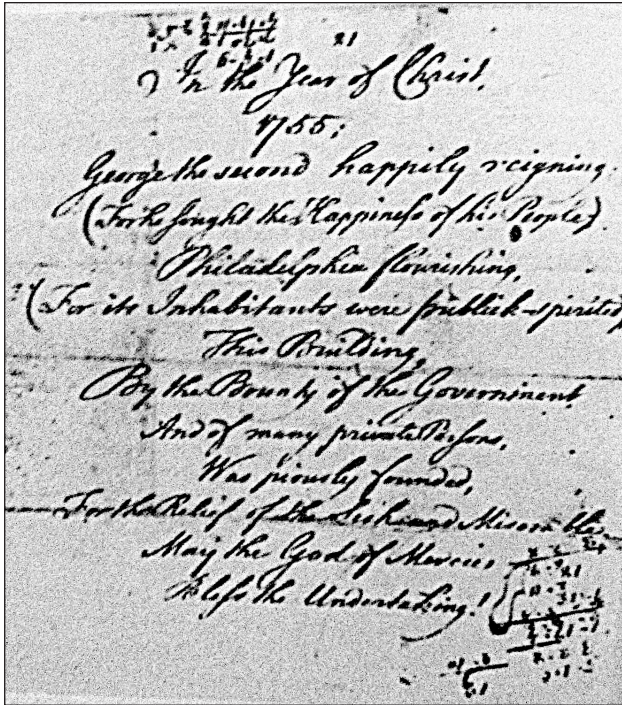 21
In the Year of Christ,
1755:
George the second happily reigning
(For he sought the Happiness of his People)
Philadelphia flourishing,
(For its Inhabitants were publick-spirited)
This Building,
By the Bounty of the Government
And of many private Persons,
Was piously founded,
For the Relief of the Sick and Miserable
May the God of Mercies
Bless the Undertaking!